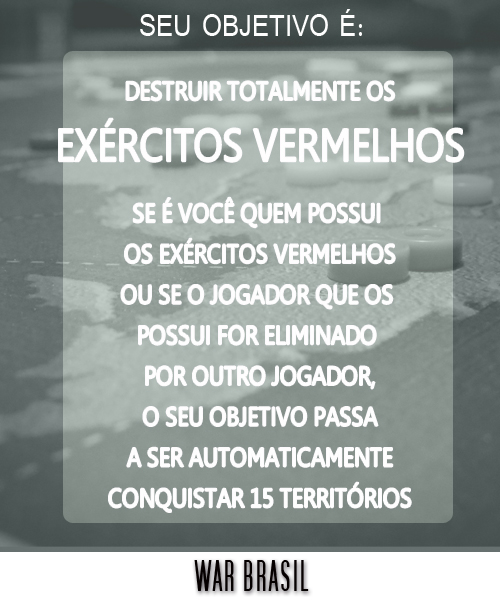 SEU OBJETIVO É:
DESTRUIR TOTALMENTE OS
EXÉRCITOS VERMELHOS
SE É VOCÊ QUEM POSSUI
OS EXÉRCITOS VERMELHOS
OU SE O JOGADOR QUE OS
POSSUI FOR ELIMINADO
POR OUTRO JOGADOR,
O SEU OBJETIVO PASSA
A SER AUTOMATICAMENTE
CONQUISTAR 15 TERRITÓRIOS
WAR BRASIL